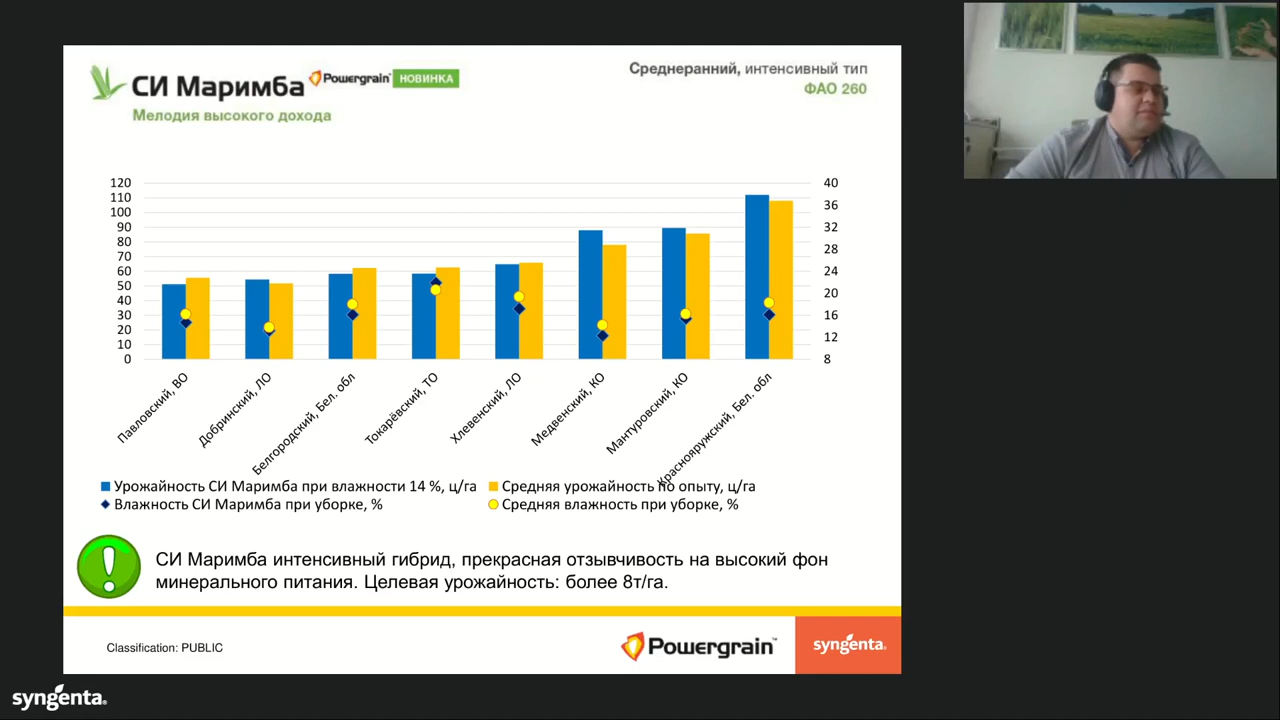 СИ Маримба Powergrain™ НОВИНКА
Мелодия высокого дохода
Среднеранний, интенсивный тип
ФАО 260
120
110
100
90
80
70
60
50
40
30
20
10
0
40
36
32
28
24
20
16
12
8
Павловский, ВО
Добринский, ЛО
Белгородский, Бел. обл
Токарёвский, ТО
Хлевенский, ЛО
Медвенский, КО
Мантуровский, КО
Краснояружский, Бел. обл
Урожайность СИ Маримба при влажности 14 %, ц/га
Средняя урожайность по опыту, ц/га
Влажность СИ Маримба при уборке, %
Средняя влажность при уборке, %
СИ Маримба интенсивный гибрид, прекрасная отзывчивость на высокий фон
минерального питания. Целевая урожайность: более 8т/га.
Classification: PUBLIC
Powergrain™
syngenta®
syngenta®